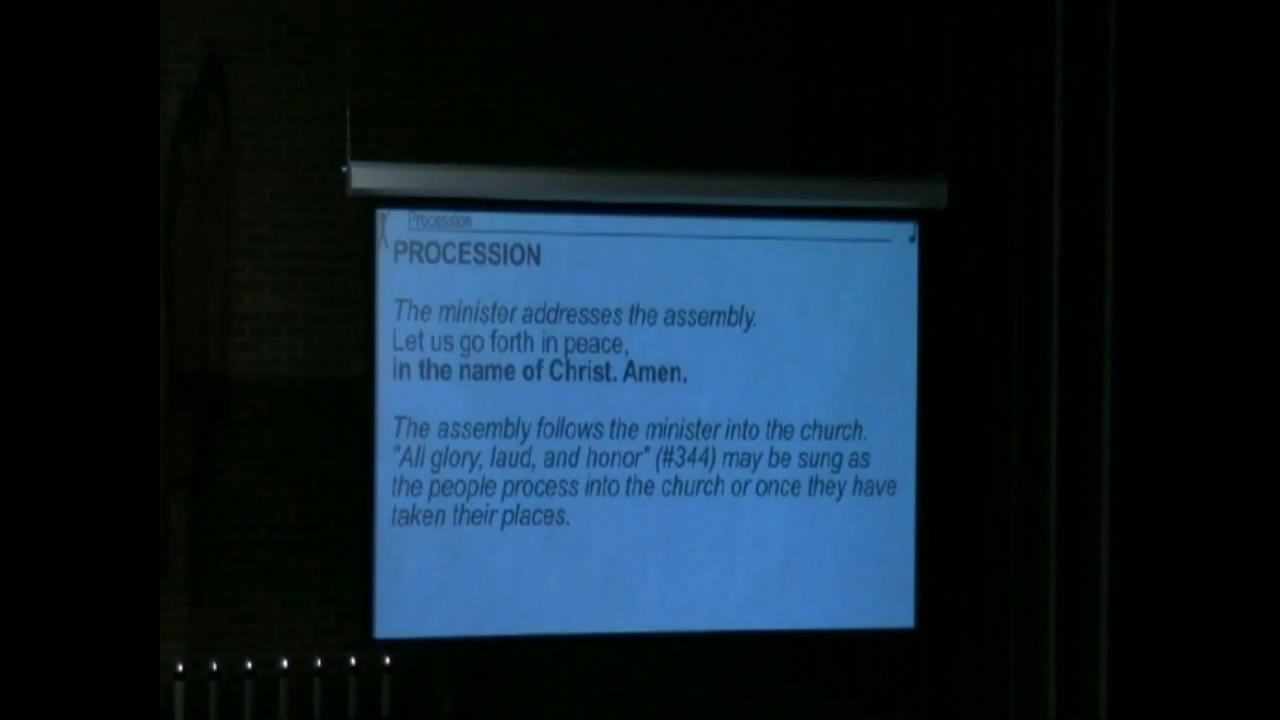 Procession
PROCESSION
The minister addresses the assembly.
Let us go forth in peace,
in the name of Christ. Amen.
The assembly follows the minister into the church.
"All glory, laud, and honor" (#344) may be sung as
the people process into the church or once they have
taken their places.